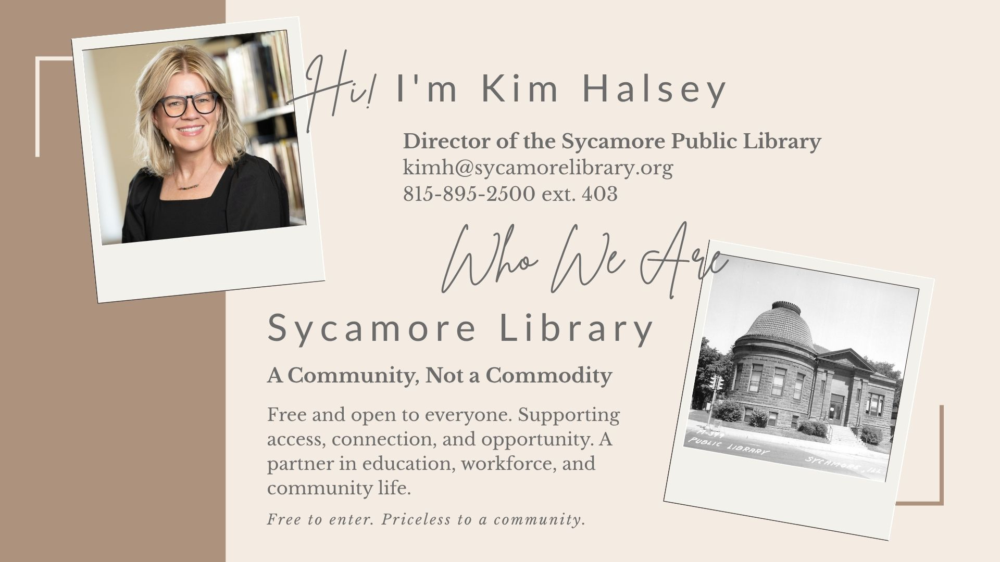 Hi! I'm Kim Halsey
Director of the Sycamore Public Library
kimh@sycamorelibrary.org
815-895-2500 ext. 403
Who We Are
Sycamore Library
A Community, Not a Commodity
Free and open to everyone. Supporting
access, connection, and opportunity. A
partner in education, workforce, and
community life.
Free to enter. Priceless to a community.
PUBLIC LIBRARY
SYCAMORE, ILL.